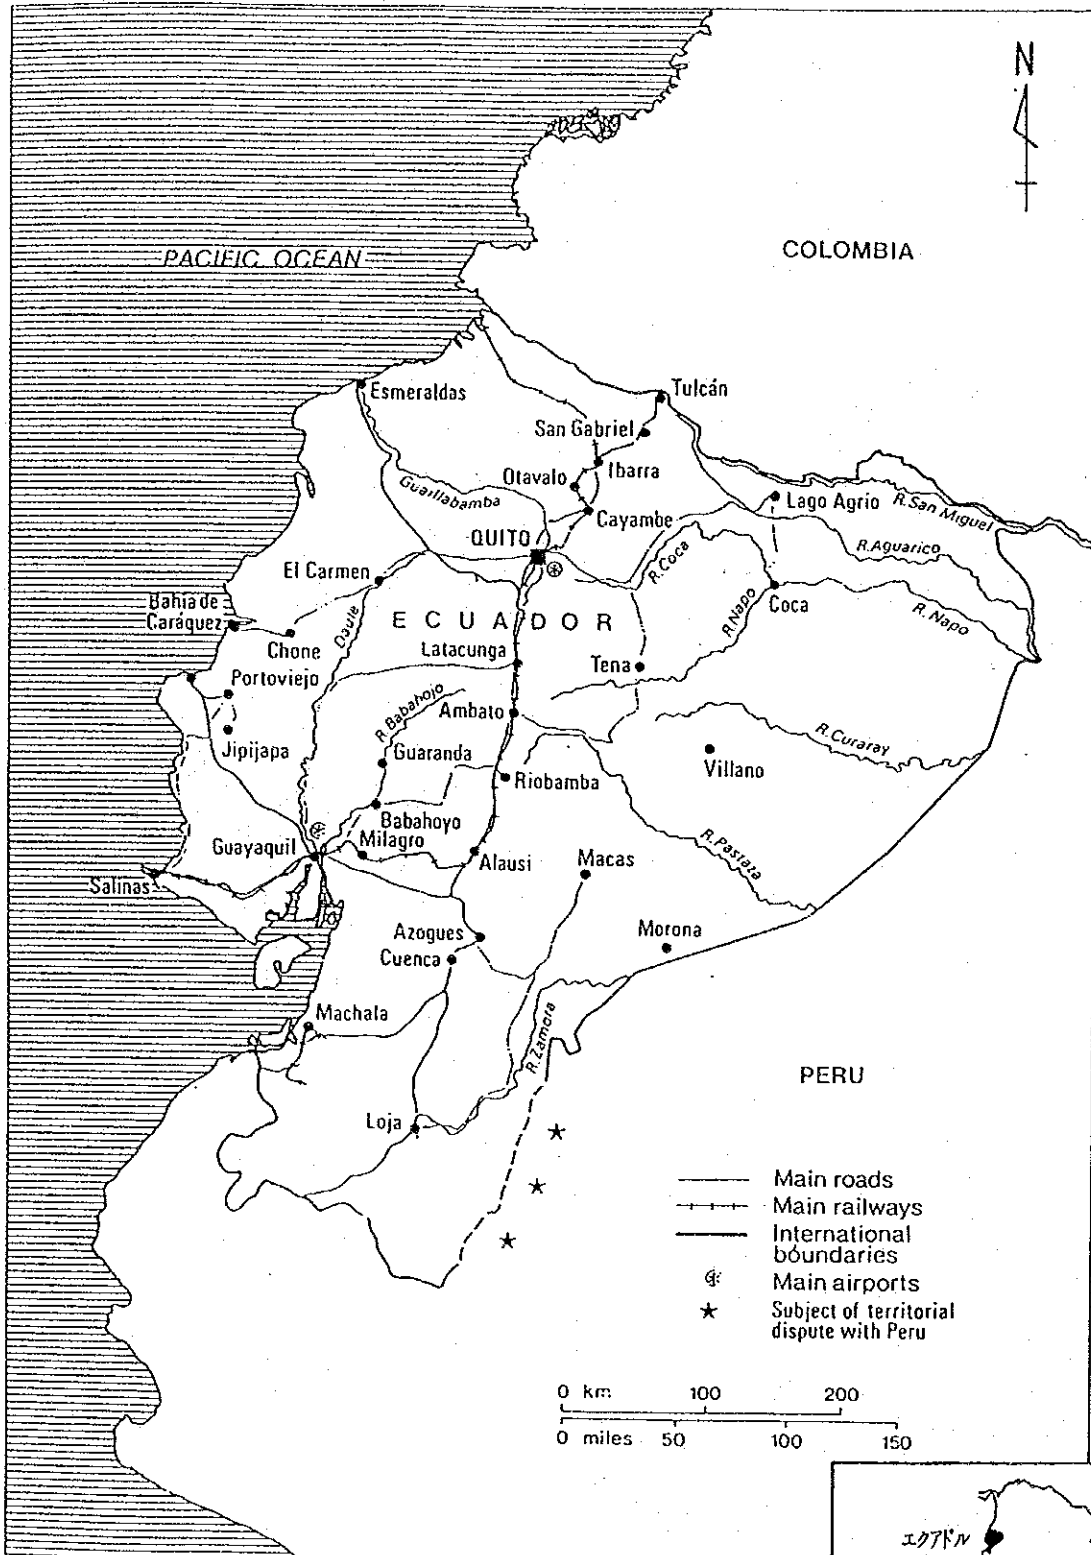 N
COLOMBIA
PACIFIC OCEAN
Esmeraldas
Tulcán
San Gabriel
Ibarra
Otavalo
Guaillabamba
Cayambe
Lago Agrio
R.San Miguel
QUITO
R.Aguarico
R.Coca
El Carmen
Coca
Bahía de
Caráquez
Daule
ECUADOR
R.Napo
R.Napo
Chone
Latacunga
Tena
Portoviejo
R.Babahojo
Ambato
Jipijapa
Guaranda
R.Curaray
Villano
Riobamba
Babahoyo
Milagro
Guayaquil
Alausi
R.Pastaza
Macas
Salinas
Azogues
Morona
Cuenca
Machala
R.Zamora
PERU
Loja
Main roads
Main railways
International
boundaries
Main airports
Subject of territorial
dispute with Peru
0 km 100 200
0 miles 50 100 150
エクアドル